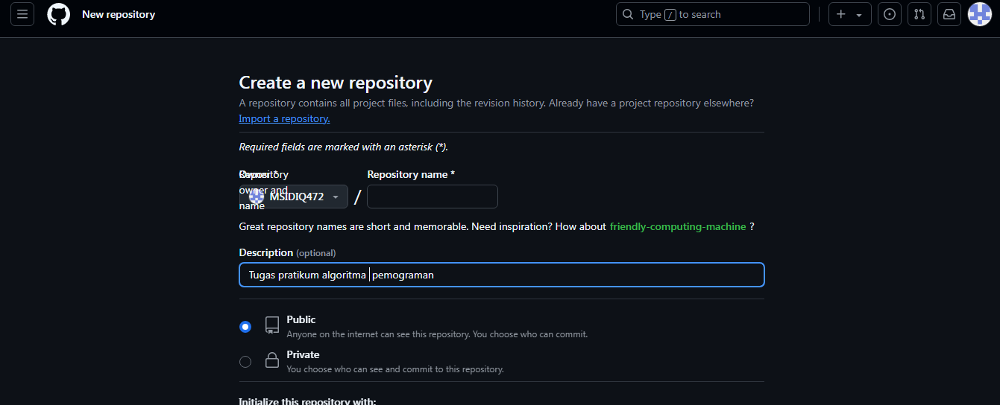 New repository
Type / to search
Create a new repository
A repository contains all project files, including the revision history. Already have a project repository elsewhere?
Import a repository.
Required fields are marked with an asterisk (*).
Owner *
Repository owner and name
MSIDIQ472
/
Repository name *
Great repository names are short and memorable. Need inspiration? How about friendly-computing-machine ?
Description (optional)
Tugas pratikum algoritma pemograman
Public
Anyone on the internet can see this repository. You choose who can commit.
Private
You choose who can see and commit to this repository.
Initialize this repository with: